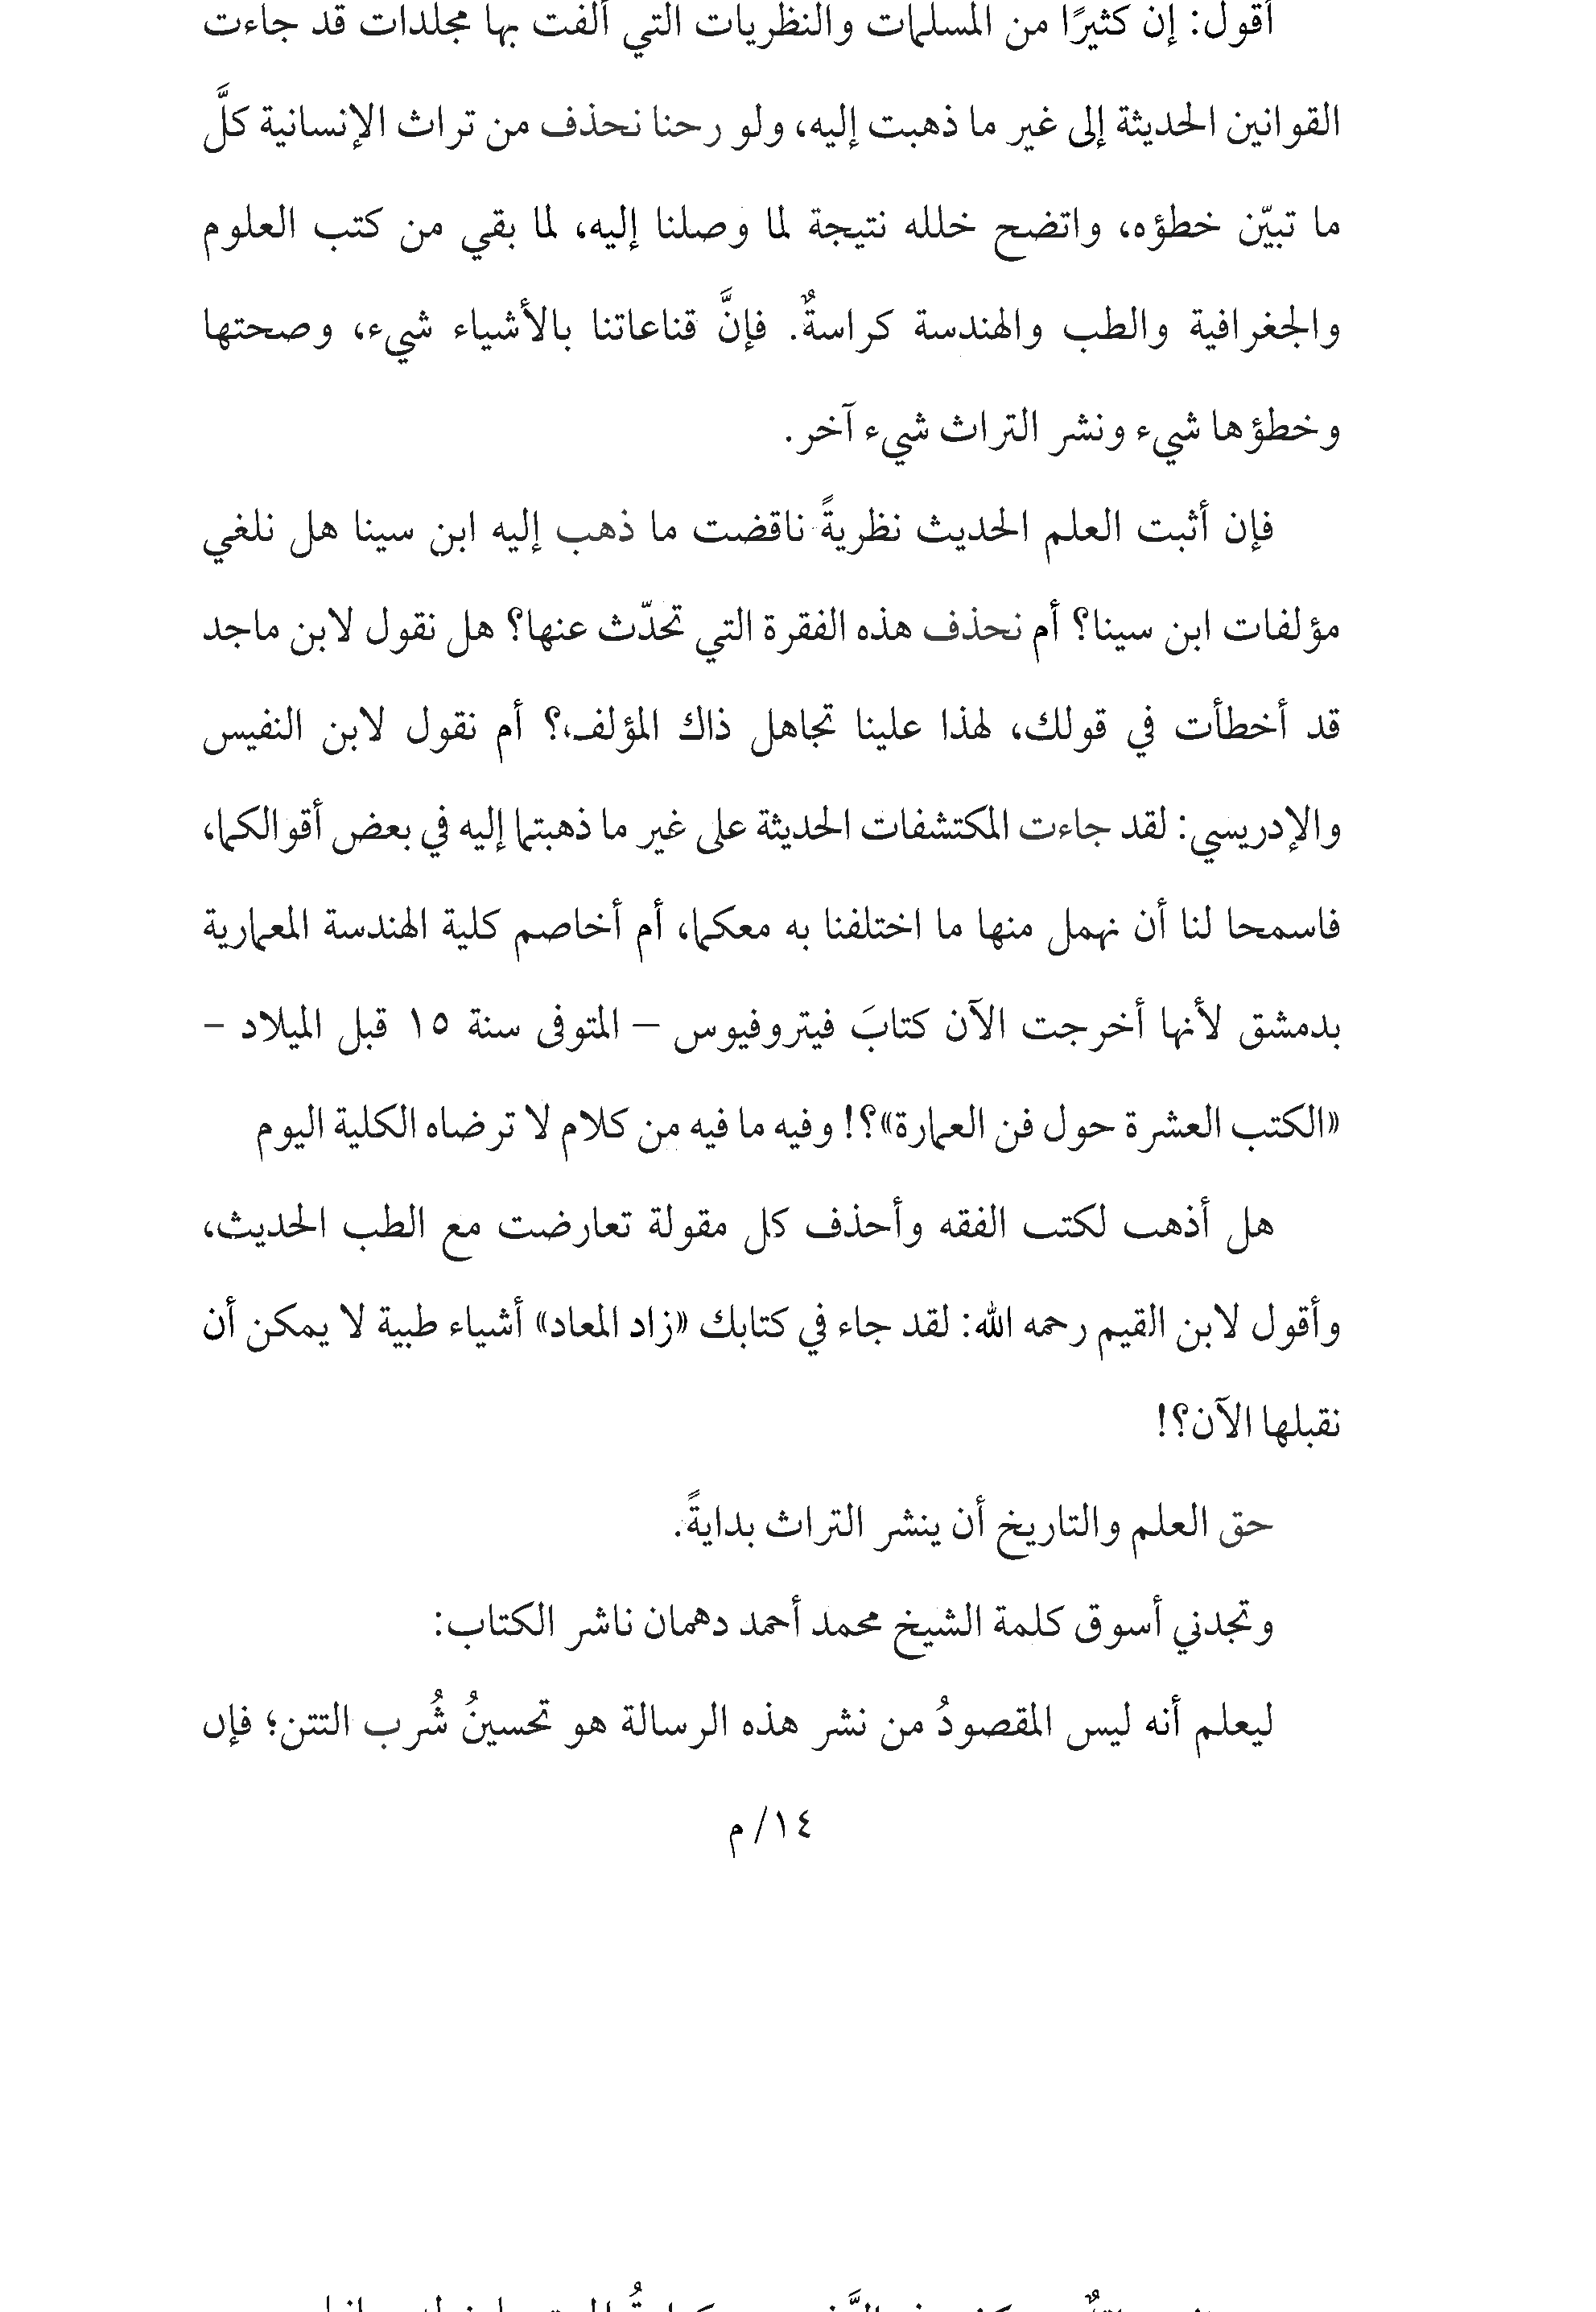 أقول: إن كثيرًا من المسلمات والنظريات التي ألفت بها مجلدات قد جاءت
القوانين الحديثة إلى غير ما ذهبت إليه، ولو رحنا نحذف من تراث الإنسانية كلَّ
ما تبيّن خطؤه، واتضح خلله نتيجة لما وصلنا إليه، لما بقي من كتب العلوم
والجغرافية والطب والهندسة كراسةٌ. فإنَّ قناعاتنا بالأشياء شيء، وصحتها
وخطؤها شيء ونشر التراث شيء آخر.
فإن أثبت العلم الحديث نظريةً ناقضت ما ذهب إليه ابن سينا هل نلغي
مؤلفات ابن سينا؟ أم نحذف هذه الفقرة التي تحدّث عنها؟ هل نقول لابن ماجد
قد أخطأت في قولك، لهذا علينا تجاهل ذاك المؤلف،؟ أم نقول لابن النفيس
والإدريسي: لقد جاءت المكتشفات الحديثة على غير ما ذهبتما إليه في بعض أقوالكما،
فاسمحا لنا أن نهمل منها ما اختلفنا به معكما، أم أخاصم كلية الهندسة المعمارية
بدمشق لأنها أخرجت الآن كتابَ فيتروفيوس – المتوفى سنة ١٥ قبل الميلاد –
«الكتب العشرة حول فن العمارة»؟! وفيه ما فيه من كلام لا ترضاه الكلية اليوم
هل أذهب لكتب الفقه وأحذف كل مقولة تعارضت مع الطب الحديث،
وأقول لابن القيم رحمه الله: لقد جاء في كتابك «زاد المعاد» أشياء طبية لا يمكن أن
نقبلها الآن؟!
حق العلم والتاريخ أن ينشر التراث بدايةً.
وتجدني أسوق كلمة الشيخ محمد أحمد دهمان ناشر الكتاب:
ليعلم أنه ليس المقصودُ من نشر هذه الرسالة هو تحسينُ شُرب التتن؛ فإن
١٤/ م